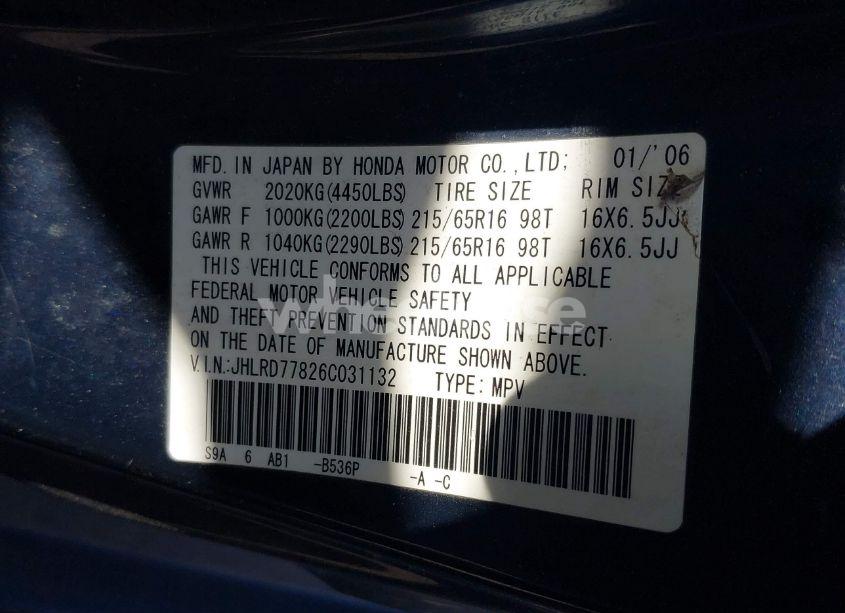 MFD. IN JAPAN BY HONDA MOTOR CO.,LTD; 01/'06
GVWR 2020KG(4450LBS) TIRE SIZE RIM SIZE
GAWR F 1000KG(2200LBS) 215/65R16 98T 16X6.5JJ
GAWR R 1040KG(2290LBS) 215/65R16 98T 16X6.5JJ
THIS VEHICLE CONFORMS TO ALL APPLICABLE
FEDERAL MOTOR VEHICLE SAFETY
AND THEFT PREVENTION STANDARDS IN EFFECT
ON THE DATE OF MANUFACTURE SHOWN ABOVE.
V.I.N.:JHLRD77826C031132 TYPE: MPV
S9A 6 AB1 -B536P -A -C